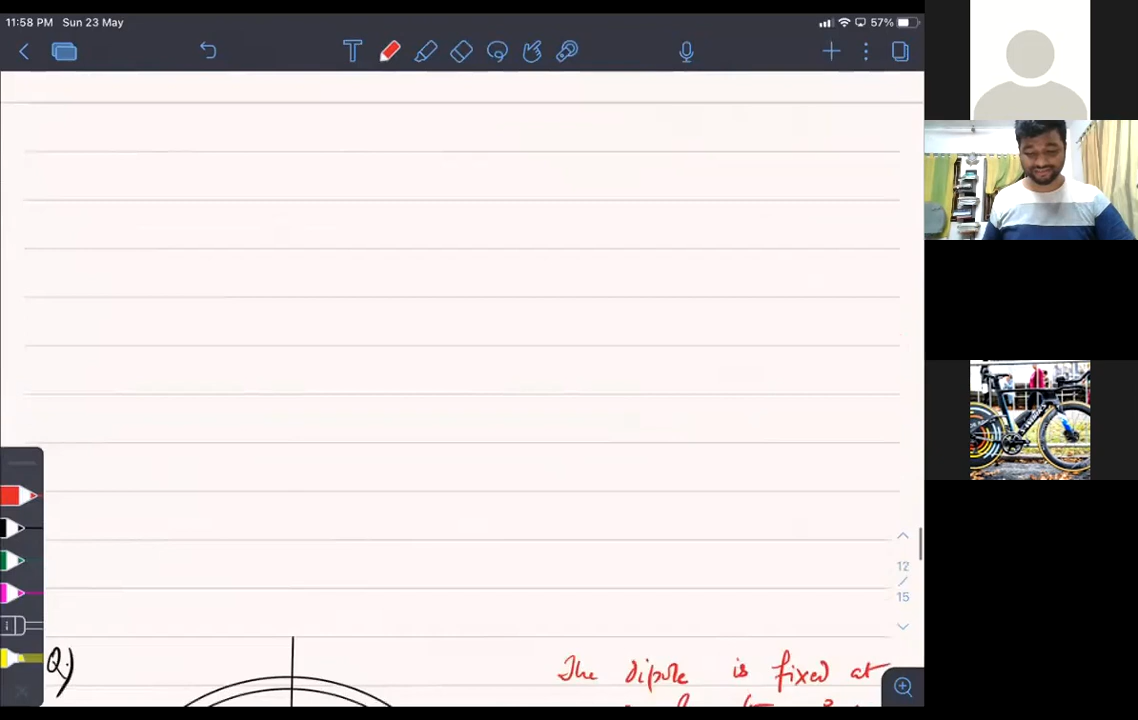 11:58 PM Sun 23 May
57%
T
12
/
15
Q.)
The dipole is fixed at